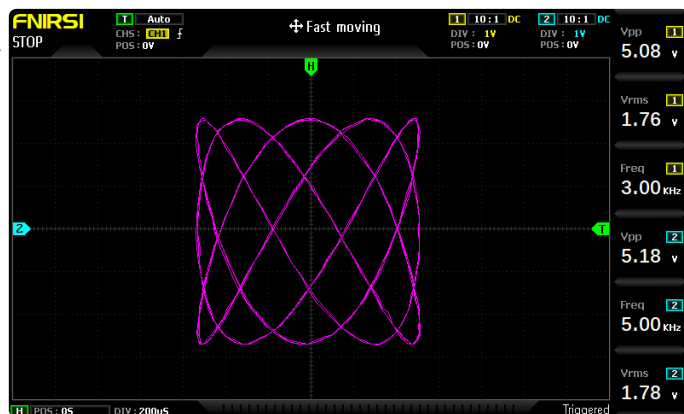 FNIRSI
STOP
T Auto
CHS: CH1
POS: 0V
Fast moving
1 10:1 DC
DIV: 1V
POS: 0V
2 10:1 DC
DIV: 1V
POS: 0V
H
2
T
Vpp 1
5.08 v
Vrms 1
1.76 v
Freq 1
3.00 KHz
Vpp 2
5.18 v
Freq 2
5.00 KHz
Vrms 2
1.78 v
H POS: 0S DIV: 200uS Triggered